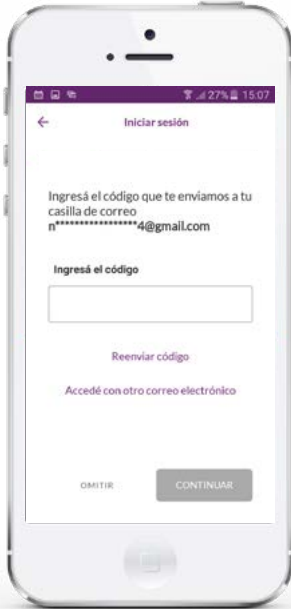 27% 15:07
Iniciar sesión
Ingresá el código que te enviamos a tu
casilla de correo
n*****************4@gmail.com
Ingresá el código
Reenviar código
Accedé con otro correo electrónico
OMITIR CONTINUAR